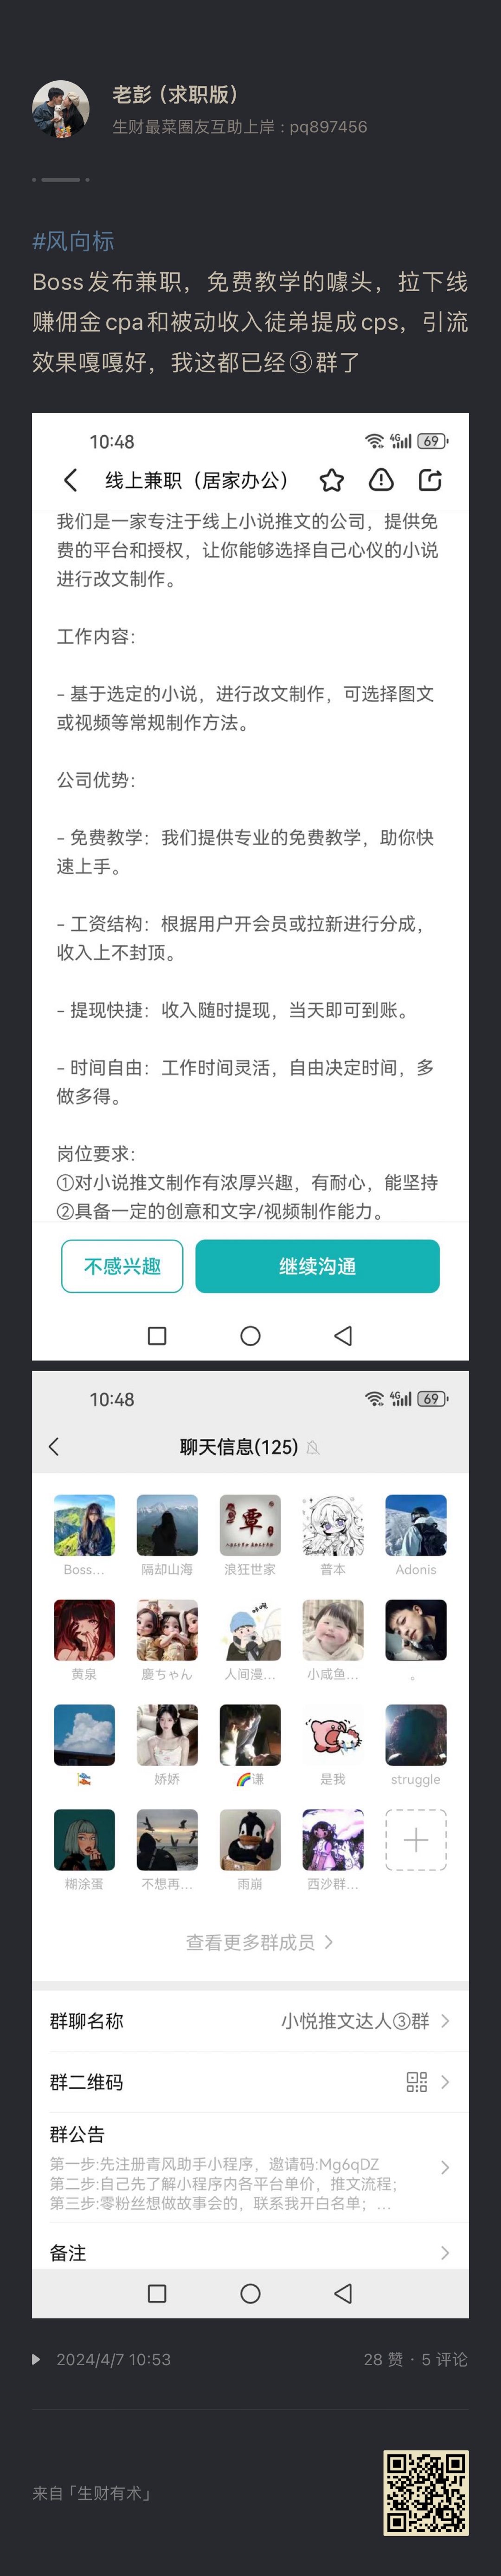 老彭（求职版）
生财最菜圈友互助上岸：pq897456
#风向标
Boss发布兼职，免费教学的噱头，拉下线
赚佣金cpa和被动收入徒弟提成cps，引流
效果嘎嘎好，我这都已经③群了
10:48
4G
69
线上兼职（居家办公）
我们是一家专注于线上小说推文的公司，提供免
费的平台和授权，让你能够选择自己心仪的小说
进行改文制作。
工作内容：
- 基于选定的小说，进行改文制作，可选择图文
或视频等常规制作方法。
公司优势：
- 免费教学：我们提供专业的免费教学，助你快
速上手。
- 工资结构：根据用户开会员或拉新进行分成，
收入上不封顶。
- 提现快捷：收入随时提现，当天即可到账。
- 时间自由：工作时间灵活，自由决定时间，多
做多得。
岗位要求：
①对小说推文制作有浓厚兴趣，有耐心，能坚持
②具备一定的创意和文字/视频制作能力。
不感兴趣
继续沟通
10:48
4G
69
聊天信息(125)
Boss...
隔却山海
浪狂世家
普本
Adonis
黄泉
慶ちゃん
人间漫...
小咸鱼...
。
娇娇
🌈谦
是我
struggle
糊涂蛋
不想再...
雨崩
西沙群...
查看更多群成员
群聊名称
小悦推文达人③群
群二维码
群公告
第一步:先注册青风助手小程序，邀请码:Mg6qDZ
第二步:自己先了解小程序内各平台单价，推文流程；
第三步:零粉丝想做故事会的，联系我开白名单；...
备注
2024/4/7 10:53
28 赞 · 5 评论
来自「生财有术」